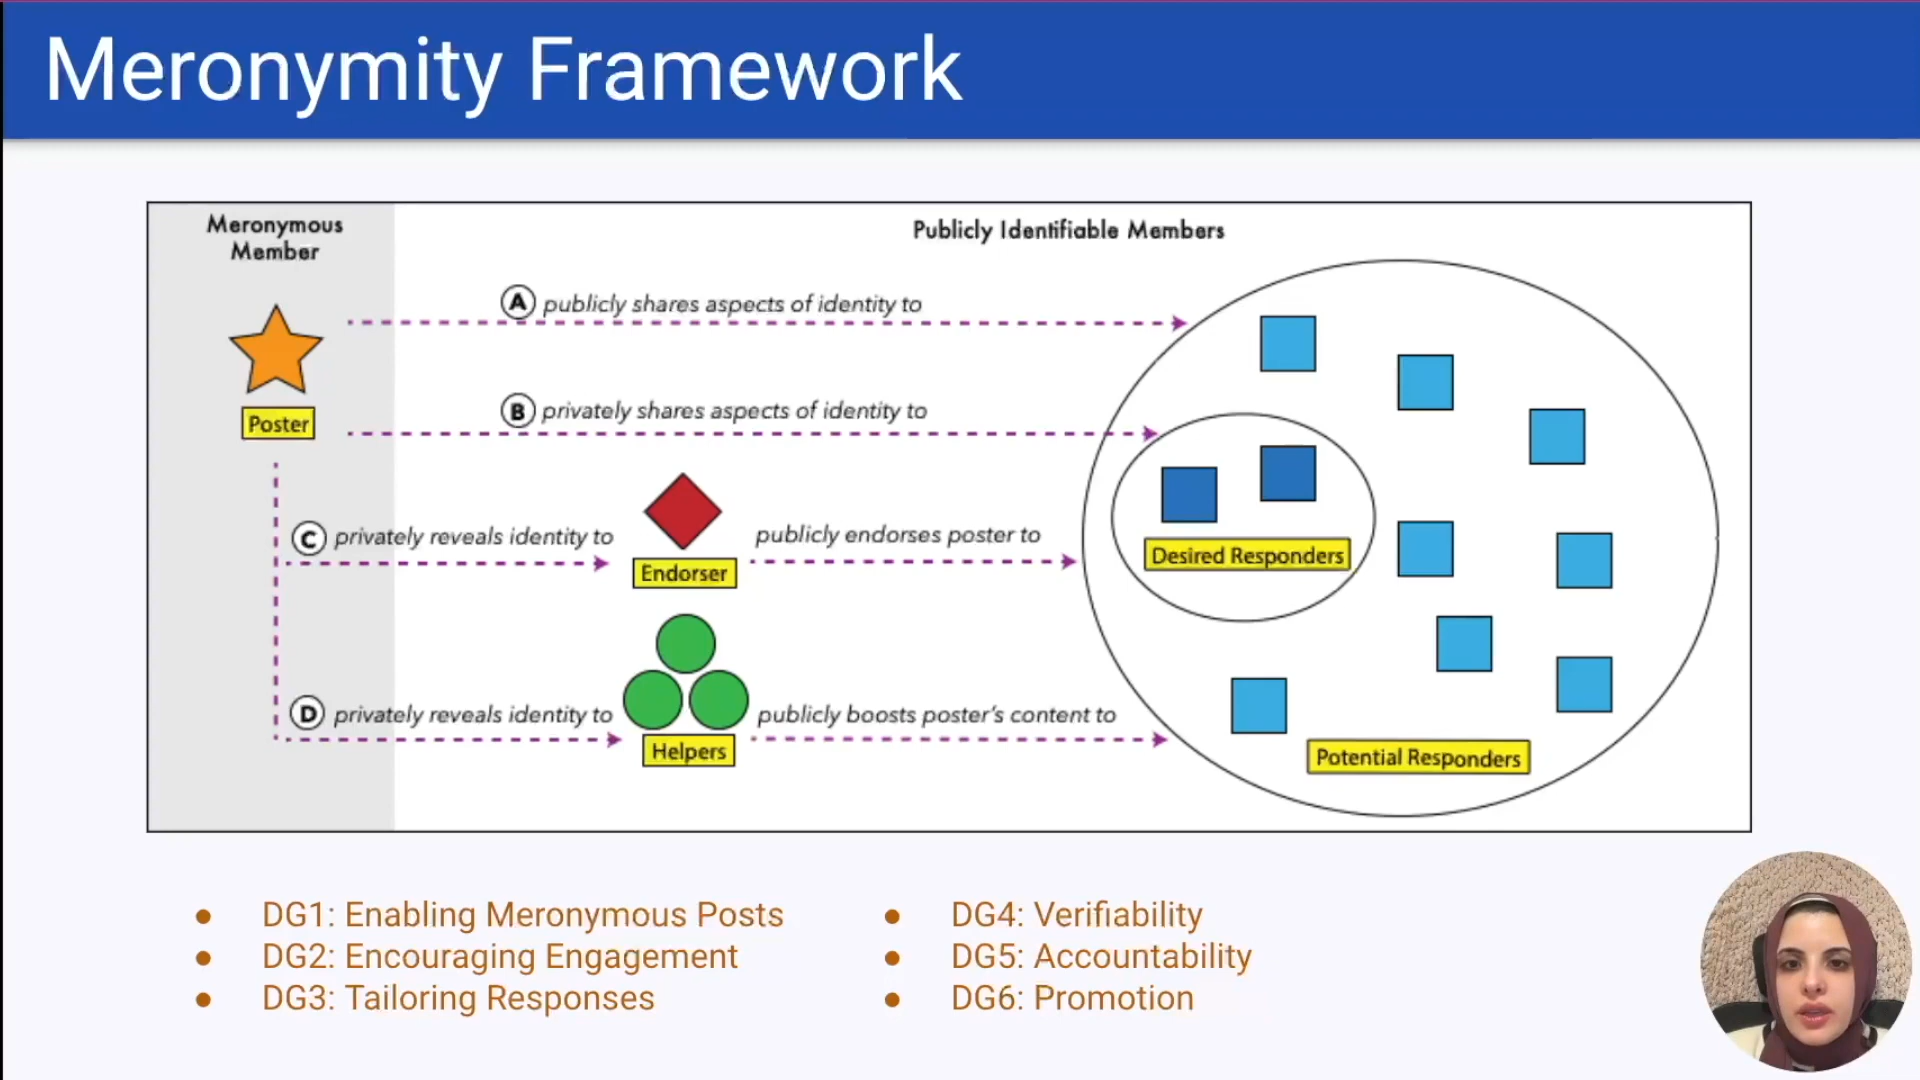 Meronymity Framework
Meronymous
Member
Publicly Identifiable Members
A publicly shares aspects of identity to
B privately shares aspects of identity to
Poster
C privately reveals identity to
publicly endorses poster to
Endorser
Desired Responders
D privately reveals identity to
publicly boosts poster's content to
Helpers
Potential Responders
● DG1: Enabling Meronymous Posts
● DG2: Encouraging Engagement
● DG3: Tailoring Responses
● DG4: Verifiability
● DG5: Accountability
● DG6: Promotion